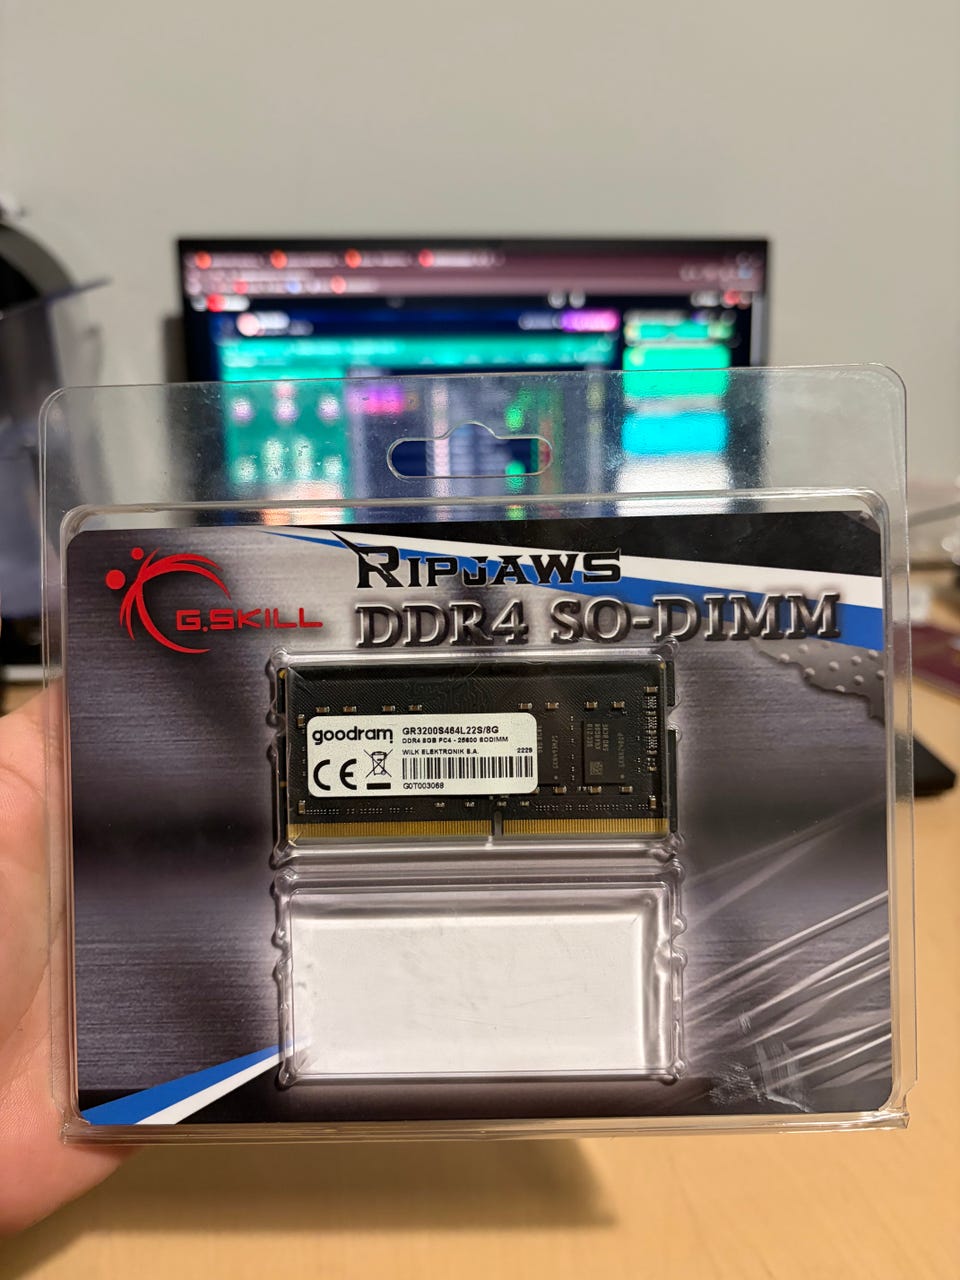 RIPJAWS
G.SKILL
DDR4 SO-DIMM
goodram
GR3200S464L22S/8G
DDR4 8GB PC4 - 25600 SODIMM
WILK ELEKTRONIK S.A.
2229
CE
G0T003068